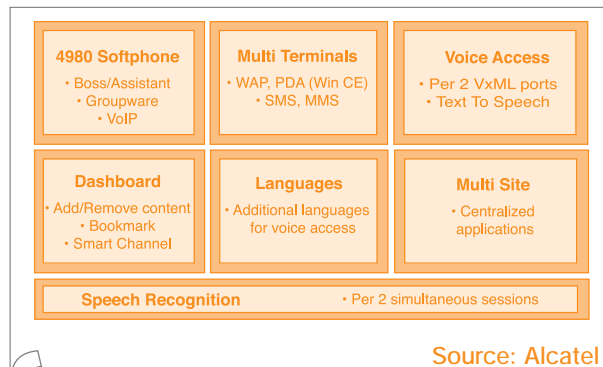 4980 Softphone
• Boss/Assistant
• Groupware
• VoIP
Multi Terminals
• WAP, PDA (Win CE)
• SMS, MMS
Voice Access
• Per 2 VxML ports
• Text To Speech
Dashboard
• Add/Remove content
• Bookmark
• Smart Channel
Languages
• Additional languages
for voice access
Multi Site
• Centralized
applications
Speech Recognition • Per 2 simultaneous sessions
Source: Alcatel